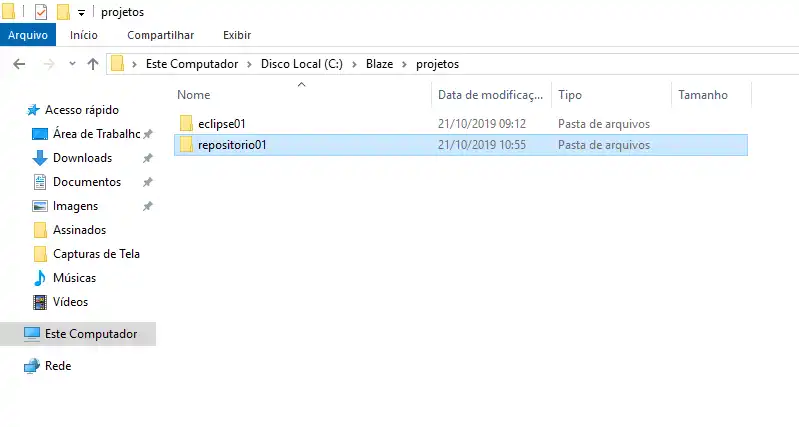 projetos
Arquivo Início Compartilhar Exibir
Este Computador Disco Local (C:) Blaze projetos
Nome Data de modificaç... Tipo Tamanho
Acesso rápido
Área de Trabalho
Downloads
Documentos
Imagens
Assinados
Capturas de Tela
Músicas
Vídeos
Este Computador
Rede
eclipse01 21/10/2019 09:12 Pasta de arquivos
repositorio01 21/10/2019 10:55 Pasta de arquivos